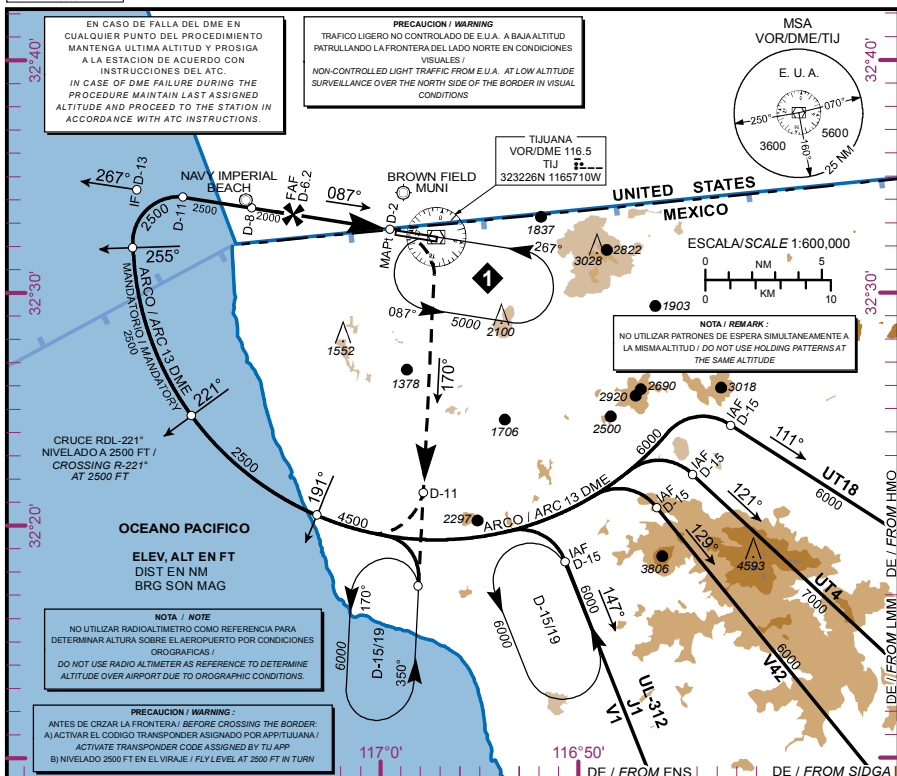 EN CASO DE FALLA DEL DME EN
CUALQUIER PUNTO DEL PROCEDIMIENTO
MANTENGA ULTIMA ALTITUD Y PROSIGA
A LA ESTACION DE ACUERDO CON
INSTRUCCIONES DEL ATC.
IN CASE OF DME FAILURE DURING THE
PROCEDURE MAINTAIN LAST ASSIGNED
ALTITUDE AND PROCEED TO THE STATION IN
ACCORDANCE WITH ATC INSTRUCTIONS.
PRECAUCION / WARNING
TRAFICO LIGERO NO CONTROLADO DE E.U.A. A BAJA ALTITUD
PATRULLANDO LA FRONTERA DEL LADO NORTE EN CONDICIONES
VISUALES /
NON-CONTROLLED LIGHT TRAFFIC FROM E.U.A. AT LOW ALTITUDE
SURVEILLANCE OVER THE NORTH SIDE OF THE BORDER IN VISUAL
CONDITIONS
MSA
VOR/DME/TIJ
E. U. A.
250°
070°
160°
3600
5600
25 NM
32°40'
32°40'
TIJUANA
VOR/DME 116.5
TIJ
323226N 1165710W
267°
IF D-13
NAVY IMPERIAL
BEACH
FAF
D-6.2
087°
BROWN FIELD
MUNI
2500
D-11
2500
D-8
2000
MAPt D-2
UNITED STATES
MEXICO
1837
267°
3028
2822
ESCALA/SCALE 1:600,000
NM
0
5
0
10
KM
255°
1
087°
5000
2100
1903
32°30'
32°30'
ARCO / ARC 13 DME
MANDATORIO / MANDATORY
2500
NOTA / REMARK :
NO UTILIZAR PATRONES DE ESPERA SIMULTANEAMENTE A
LA MISMA ALTITUD / DO NOT USE HOLDING PATTERNS AT
THE SAME ALTITUDE
1552
1378
170°
2690
2920
3018
2500
1706
221°
CRUCE RDL-221°
NIVELADO A 2500 FT /
CROSSING R-221°
AT 2500 FT
2500
6000
IAF
D-15
111°
UT18
6000
IAF
D-15
121°
UT4
7000
IAF
D-15
129°
4593
3806
V42
6000
191°
4500
D-11
2297
ARCO / ARC 13 DME
32°20'
32°20'
OCEANO PACIFICO
ELEV, ALT EN FT
DIST EN NM
BRG SON MAG
IAF
D-15
6000
147°
170°
6000
D-15/19
350°
6000
D-15/19
UL-312
J1
V1
NOTA / NOTE
NO UTILIZAR RADIOALTIMETRO COMO REFERENCIA PARA
DETERMINAR ALTURA SOBRE EL AEROPUERTO POR CONDICIONES
OROGRAFICAS /
DO NOT USE RADIO ALTIMETER AS REFERENCE TO DETERMINE
ALTITUDE OVER AIRPORT DUE TO OROGRAPHIC CONDITIONS.
PRECAUCION / WARNING :
ANTES DE CRZAR LA FRONTERA / BEFORE CROSSING THE BORDER:
A) ACTIVAR EL CODIGO TRANSPONDER ASIGNADO POR APP/TIJUANA /
ACTIVATE TRANSPONDER CODE ASSIGNED BY TIJ APP
B) NIVELADO 2500 FT EN EL VIRAJE / FLY LEVEL AT 2500 FT IN TURN
117°0'
116°50'
DE / FROM ENS
DE / FROM SIDGA
DE / FROM LMM
DE / FROM HMO